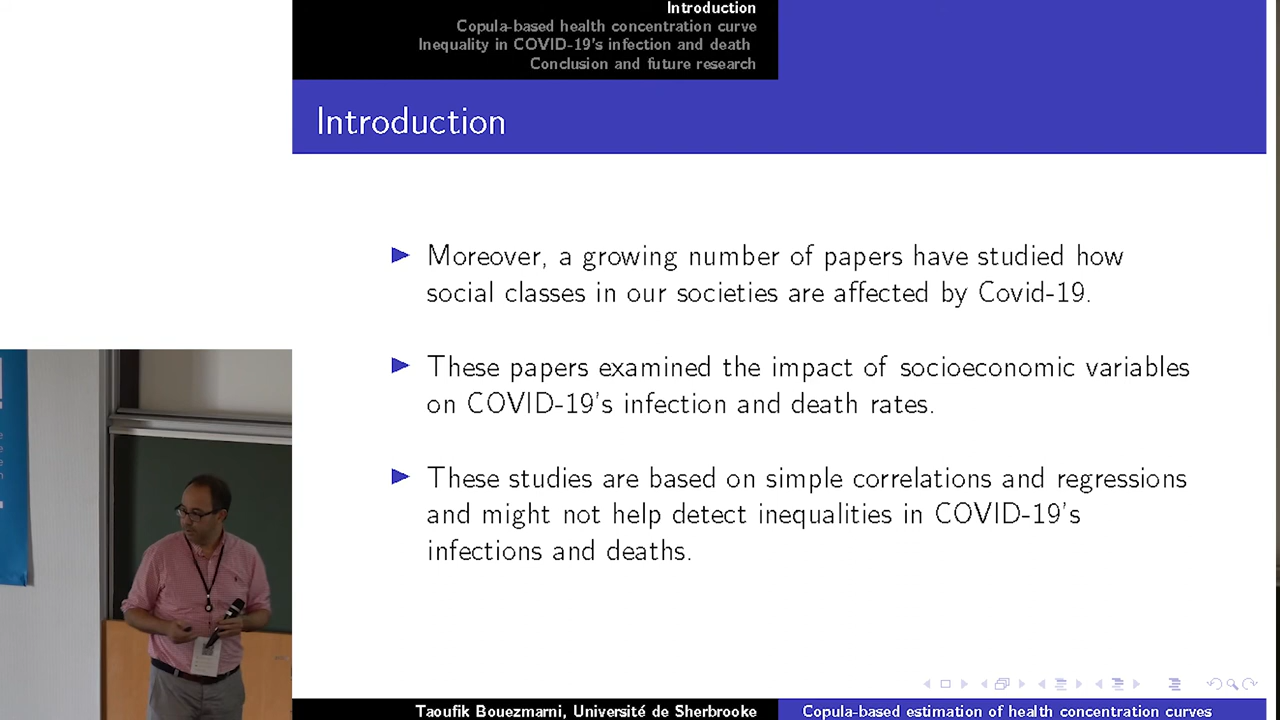 Introduction
Copula-based health concentration curve
Inequality in COVID-19's infection and death
Conclusion and future research
Introduction
Moreover, a growing number of papers have studied how
social classes in our societies are affected by Covid-19.
These papers examined the impact of socioeconomic variables
on COVID-19's infection and death rates.
These studies are based on simple correlations and regressions
and might not help detect inequalities in COVID-19's
infections and deaths.
Taoufik Bouezmarni, Université de Sherbrooke
Copula-based estimation of health concentration curves